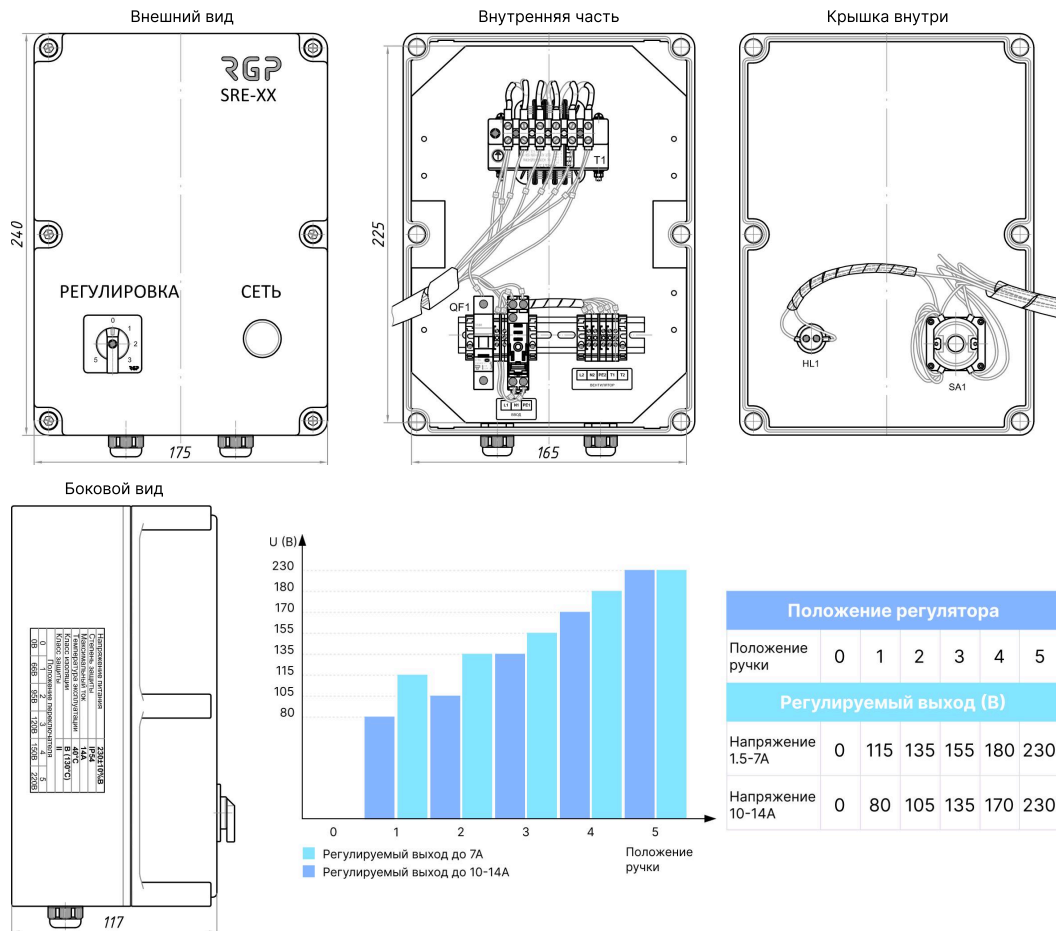 Внешний вид
Внутренняя часть
Крышка внутри
RGP
SRE-XX
240
РЕГУЛИРОВКА
СЕТЬ
0
1
2
3
5
RGP
175
T1
225
QF1
L1 N1 PE1
ВВОД
L2 N2 PE2 T1 T2
ВЕНТИЛЯТОР
165
HL1
SA1
Боковой вид
Напряжение питания 230±10%В
Степень защиты IP54
Максимальный ток 14А
Температура эксплуатации 40°С
Класс изоляции В (130°С)
Класс защиты II
Положение переключателя
0 1 2 3 4 5
0В 66В 95В 120В 150В 220В
117
U (В)
230
180
170
155
135
115
105
80
0 1 2 3 4 5
Положение
ручки
Регулируемый выход до 7А
Регулируемый выход до 10-14А
Положение регулятора
Положение
ручки 0 1 2 3 4 5
Регулируемый выход (В)
Напряжение
1.5-7А 0 115 135 155 180 230
Напряжение
10-14А 0 80 105 135 170 230